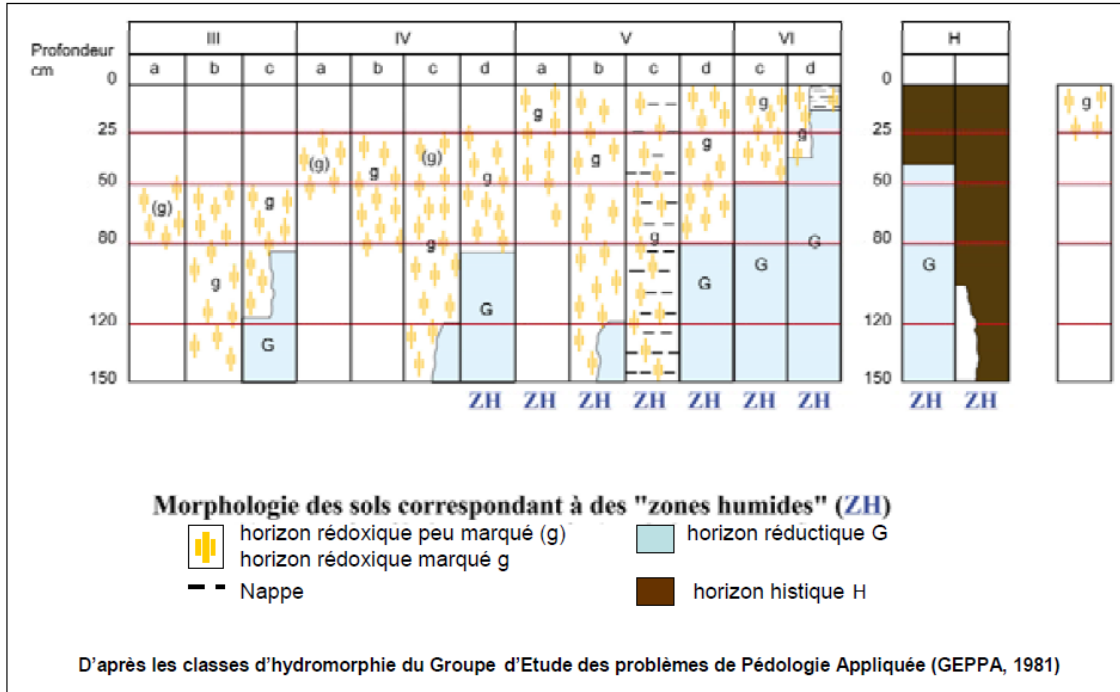 III IV V VI H
Profondeur
cm
a b c a b c d a b c d c d
0 0
25 25
50 50
80 80
120 120
150 150
(g) g g G (g) g (g) g g G g g G g g G g G g G G g
ZH ZH ZH ZH ZH ZH ZH ZH ZH
Morphologie des sols correspondant à des "zones humides" (ZH)
horizon rédoxique peu marqué (g) horizon réductique G
horizon rédoxique marqué g
Nappe horizon histique H
D'après les classes d'hydromorphie du Groupe d'Etude des problèmes de Pédologie Appliquée (GEPPA, 1981)